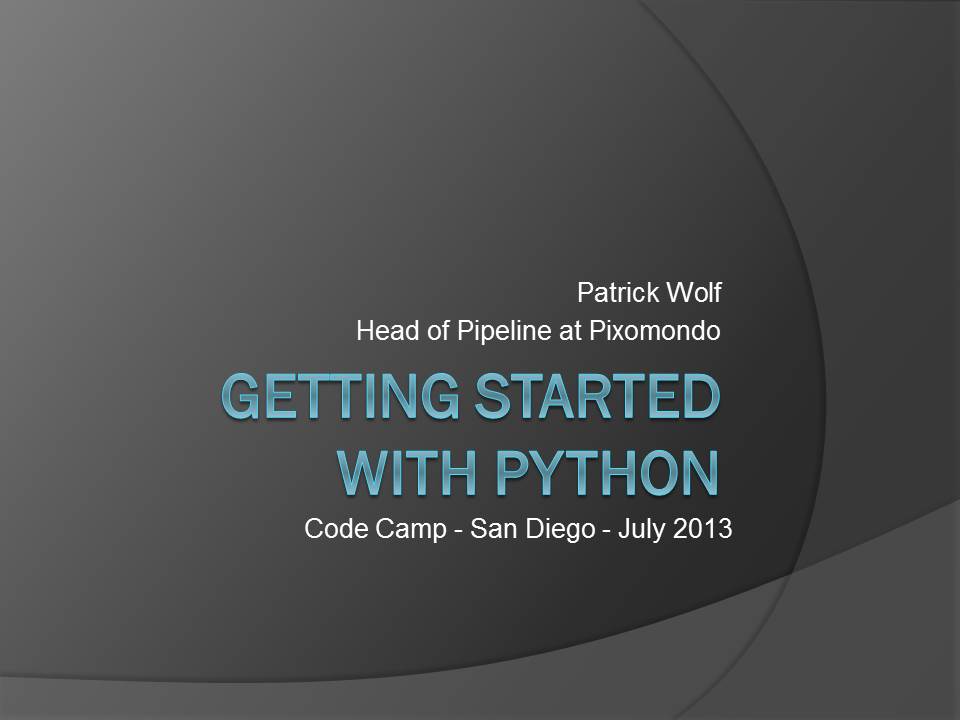 Patrick Wolf
Head of Pipeline at Pixomondo
GETTING STARTED
WITH PYTHON
Code Camp - San Diego - July 2013